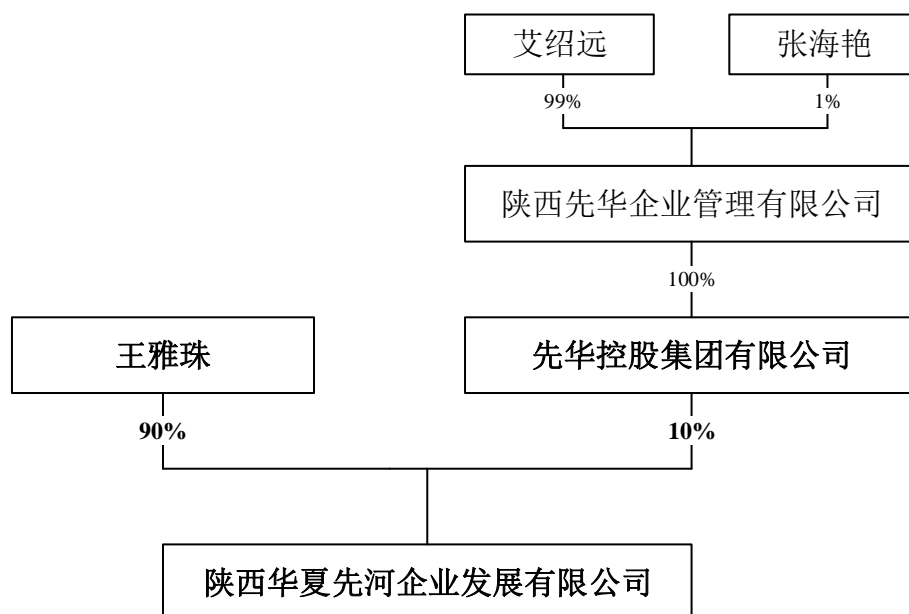 艾绍远
张海艳
99%
1%
陕西先华企业管理有限公司
100%
王雅珠
先华控股集团有限公司
90%
10%
陕西华夏先河企业发展有限公司